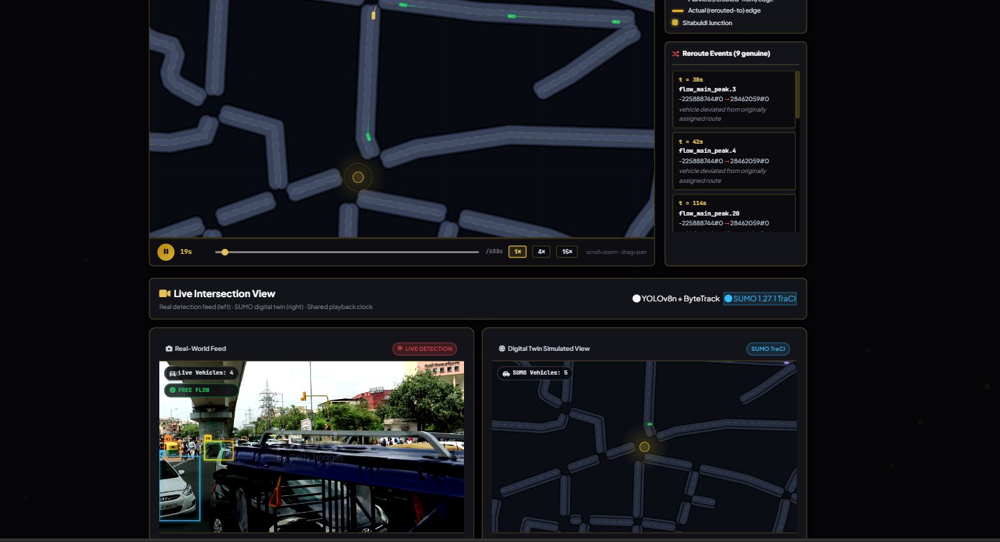 Actual (rerouted-to) edge
Sitabuldi Junction
Reroute Events (9 genuine)
t = 38s
flow_main_peak.3
-225888744#0→28462059#0
vehicle deviated from originally
assigned route
t = 42s
flow_main_peak.4
-225888744#0→28462059#0
vehicle deviated from originally
assigned route
t = 114s
flow_main_peak.20
-225888744#0→28462059#0
19s
/688s
1×
4×
16×
scroll=zoom · drag=pan
Live Intersection View
Real detection feed (left) · SUMO digital twin (right) · Shared playback clock
YOLOv8n + ByteTrack
SUMO 1.27.1 TraCI
Real-World Feed
LIVE DETECTION
Live Vehicles: 4
FREE FLOW
#3
#6
by Getty Images
Digital Twin Simulated View
SUMO TraCI
SUMO Vehicles: 5